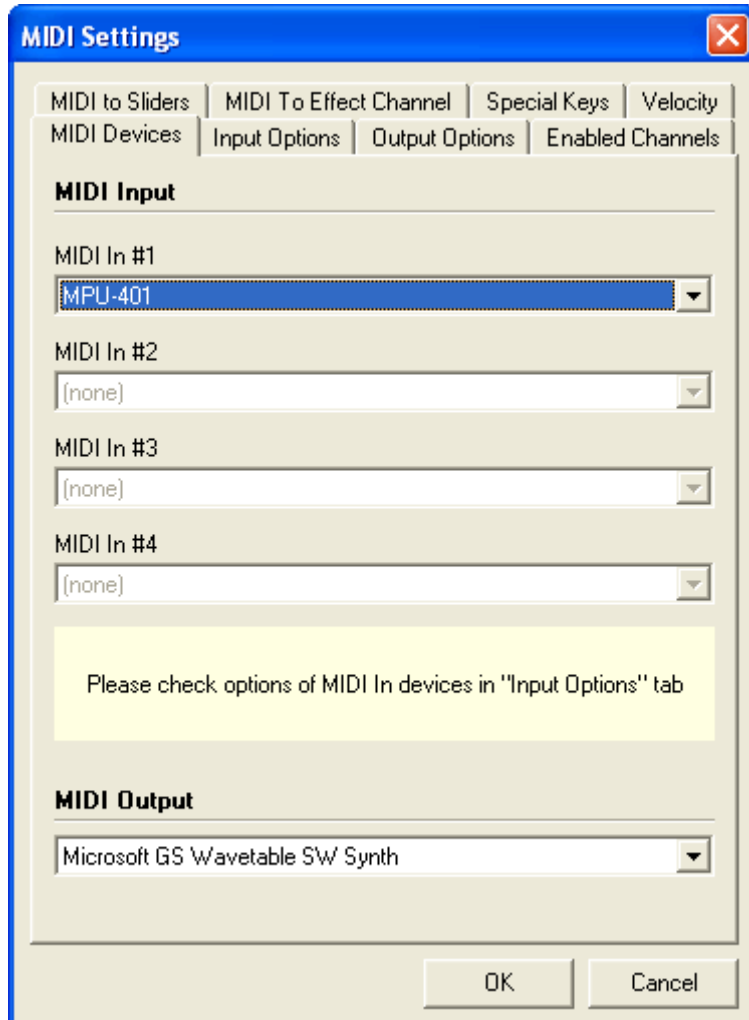 MIDI Settings
MIDI to Sliders MIDI To Effect Channel Special Keys Velocity
MIDI Devices Input Options Output Options Enabled Channels
MIDI Input
MIDI In #1
MPU-401
MIDI In #2
(none)
MIDI In #3
(none)
MIDI In #4
(none)
Please check options of MIDI In devices in "Input Options" tab
MIDI Output
Microsoft GS Wavetable SW Synth
OK Cancel